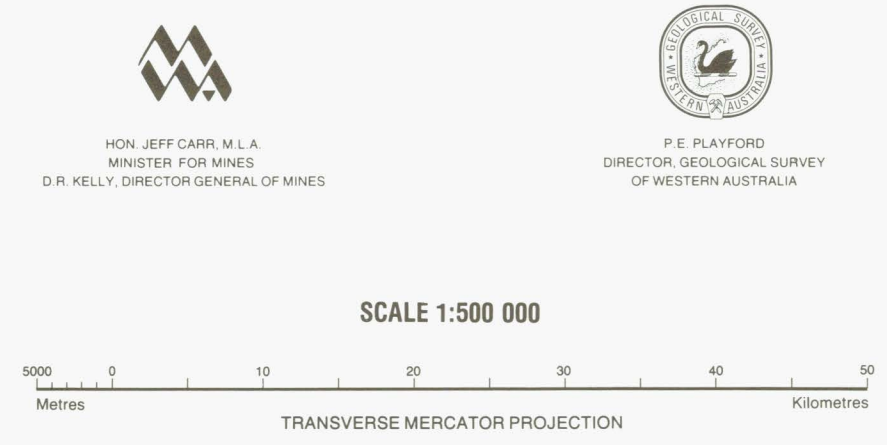 GEOLOGICAL SURVEY
WESTERN AUSTRALIA
HON. JEFF CARR, M.L.A.
MINISTER FOR MINES
D.R. KELLY, DIRECTOR GENERAL OF MINES
P.E. PLAYFORD
DIRECTOR, GEOLOGICAL SURVEY
OF WESTERN AUSTRALIA
SCALE 1:500 000
5000 0 10 20 30 40 50
Metres Kilometres
TRANSVERSE MERCATOR PROJECTION